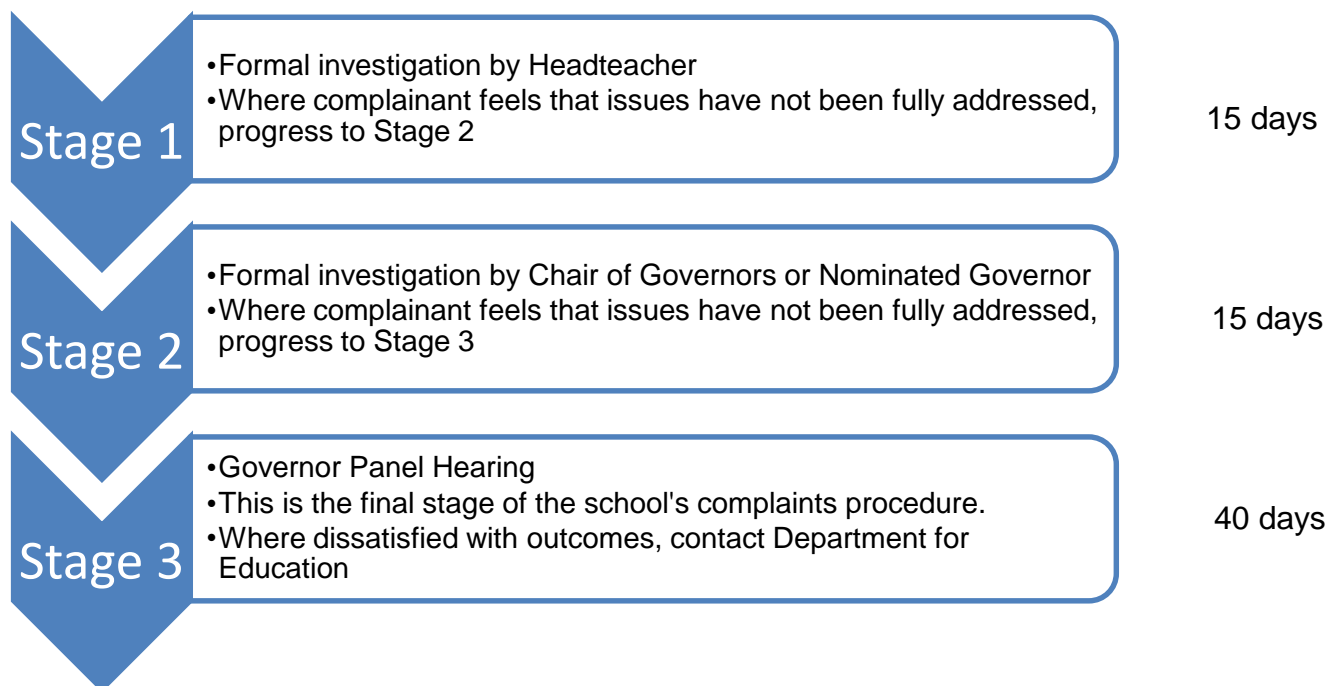 Stage 1
•Formal investigation by Headteacher
•Where complainant feels that issues have not been fully addressed,
progress to Stage 2
15 days
Stage 2
•Formal investigation by Chair of Governors or Nominated Governor
•Where complainant feels that issues have not been fully addressed,
progress to Stage 3
15 days
Stage 3
•Governor Panel Hearing
•This is the final stage of the school's complaints procedure.
•Where dissatisfied with outcomes, contact Department for
Education
40 days